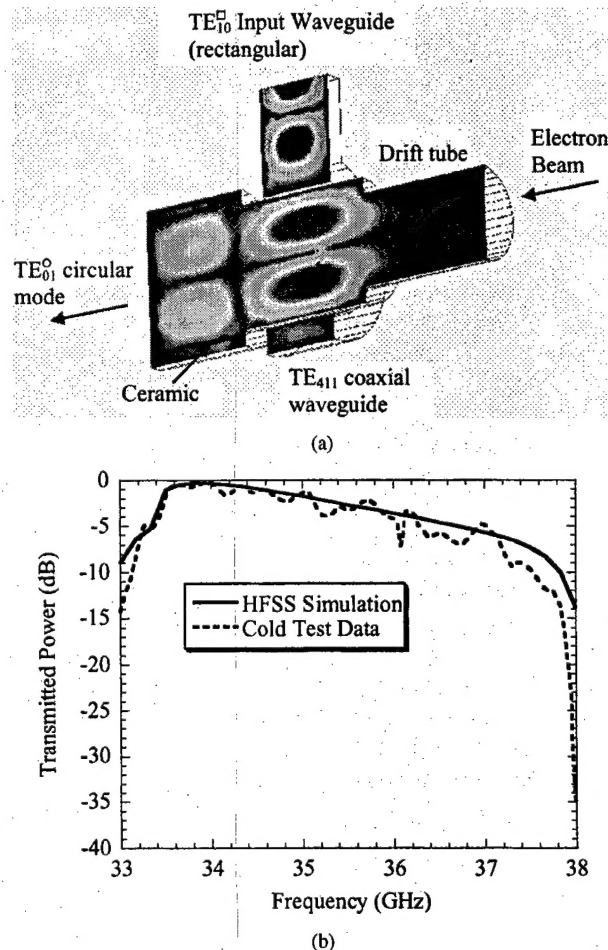 TE□10 Input Waveguide
(rectangular)
Drift tube
Electron
Beam
TE○01 circular
mode
Ceramic
TE411 coaxial
waveguide
(a)
Transmitted Power (dB)
0
-5
-10
-15
-20
-25
-30
-35
-40
HFSS Simulation
Cold Test Data
33
34
35
36
37
38
Frequency (GHz)
(b)